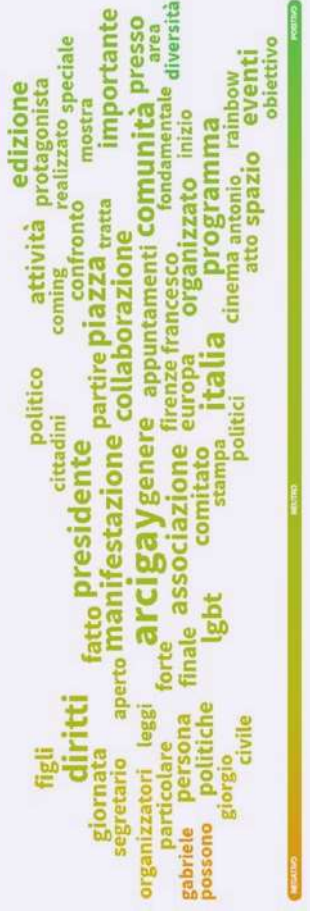 figli
diritti
giornata
segretario
aperto
organizzatori
leggi
particolare
forte
gabriele
persona
possono
politiche
giorgio
civile
politico
cittadini
fatto
presidente
manifestazione
arcigay
genere
finale
associazione
lgbt
comitato
stampa
politici
partire
piazza
collaborazione
appuntamenti
firenze
francesco
europa
italia
attività
coming
confronto
tratta
comunità
organizzato
programma
cinema
antonio
atto
spazio
edizione
protagonista
realizzato
speciale
mostra
importante
presso
area
fondamentale
diversità
inizio
rainbow
eventi
obiettivo
NEGATIVO
NEUTRO
POSITIVO